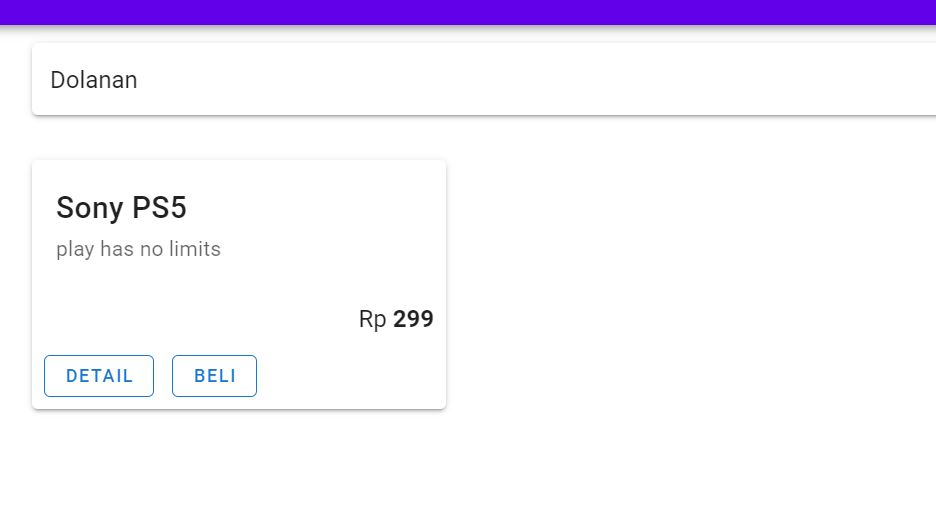 Dolanan
Sony PS5
play has no limits
Rp 299
DETAIL BELI